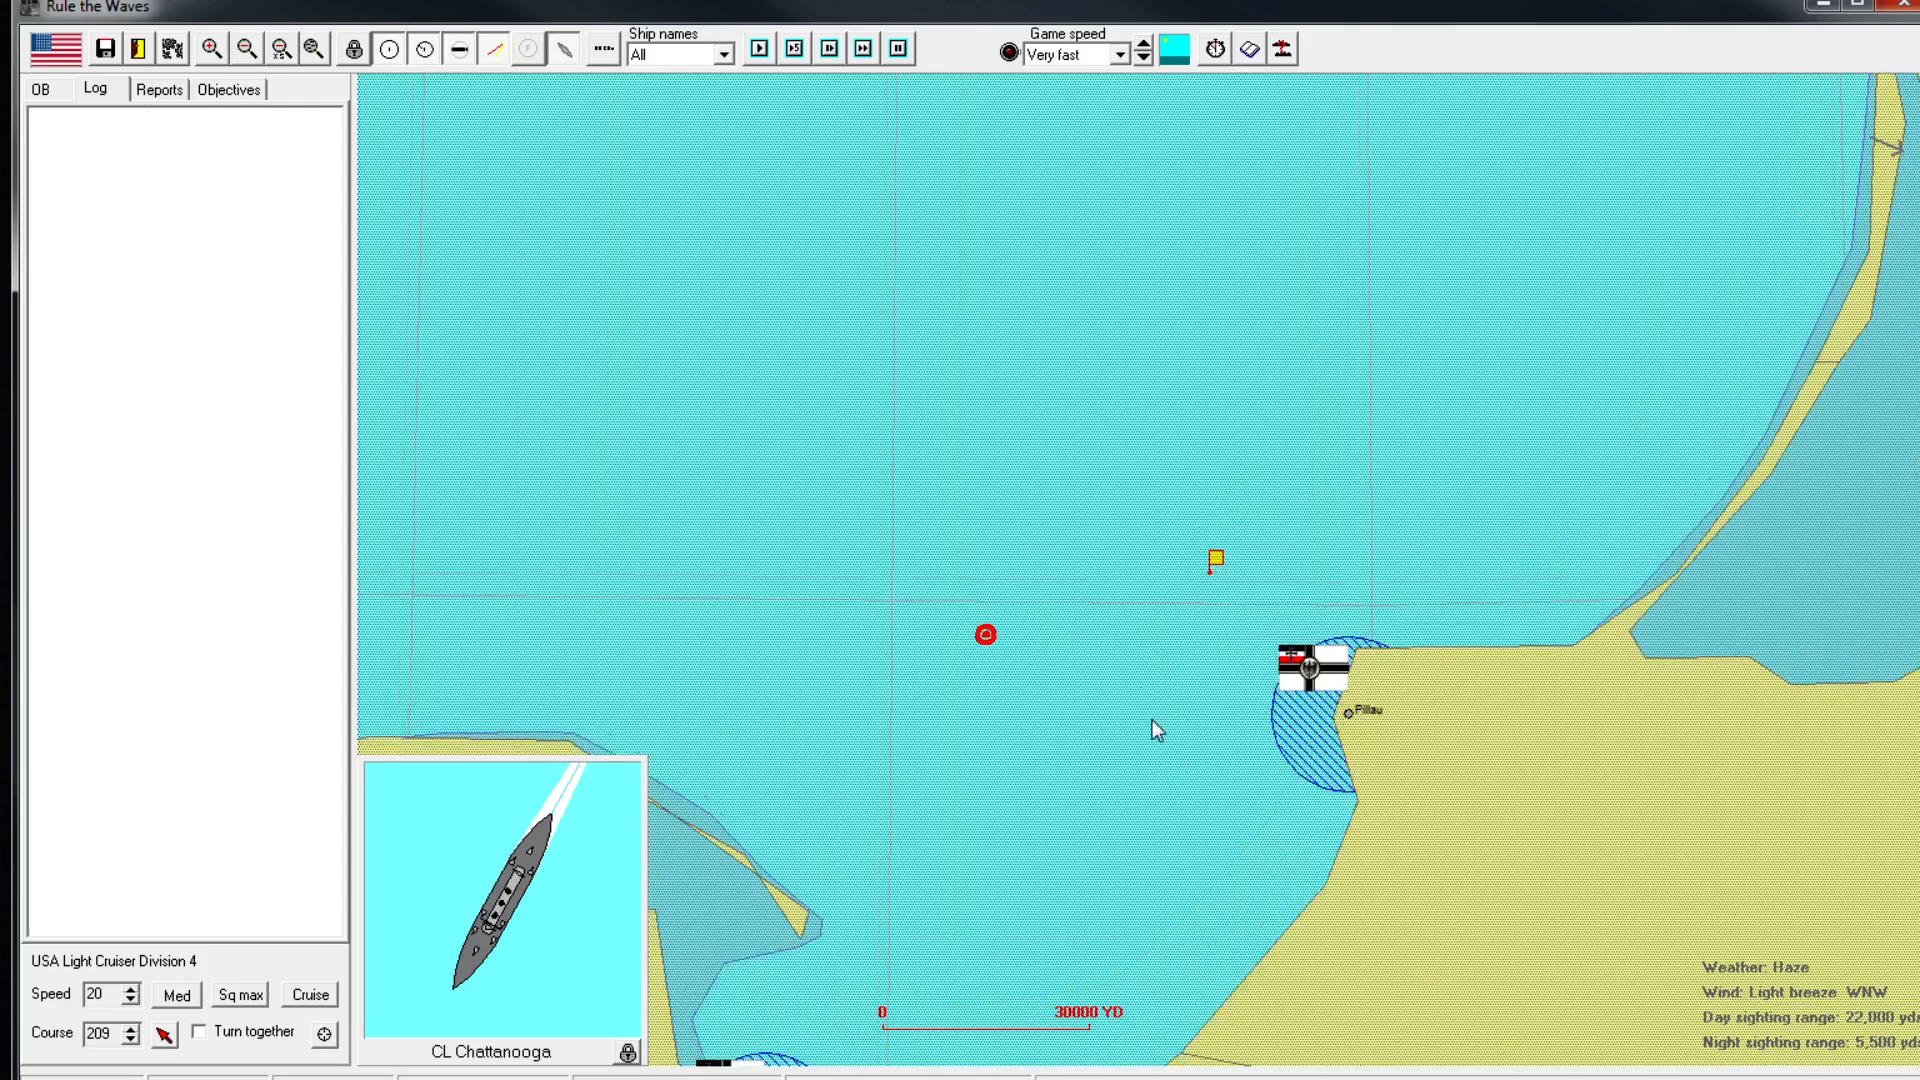 Rule the Waves
Ship names
All
Game speed
Very fast
OB
Log
Reports
Objectives
Pillau
USA Light Cruiser Division 4
Speed 20 Med Sq max Cruise
Course 209 Turn together
CL Chattanooga
0 30000 YD
Weather: Haze
Wind: Light breeze WNW
Day sighting range: 22,000 yds
Night sighting range: 5,500 yds